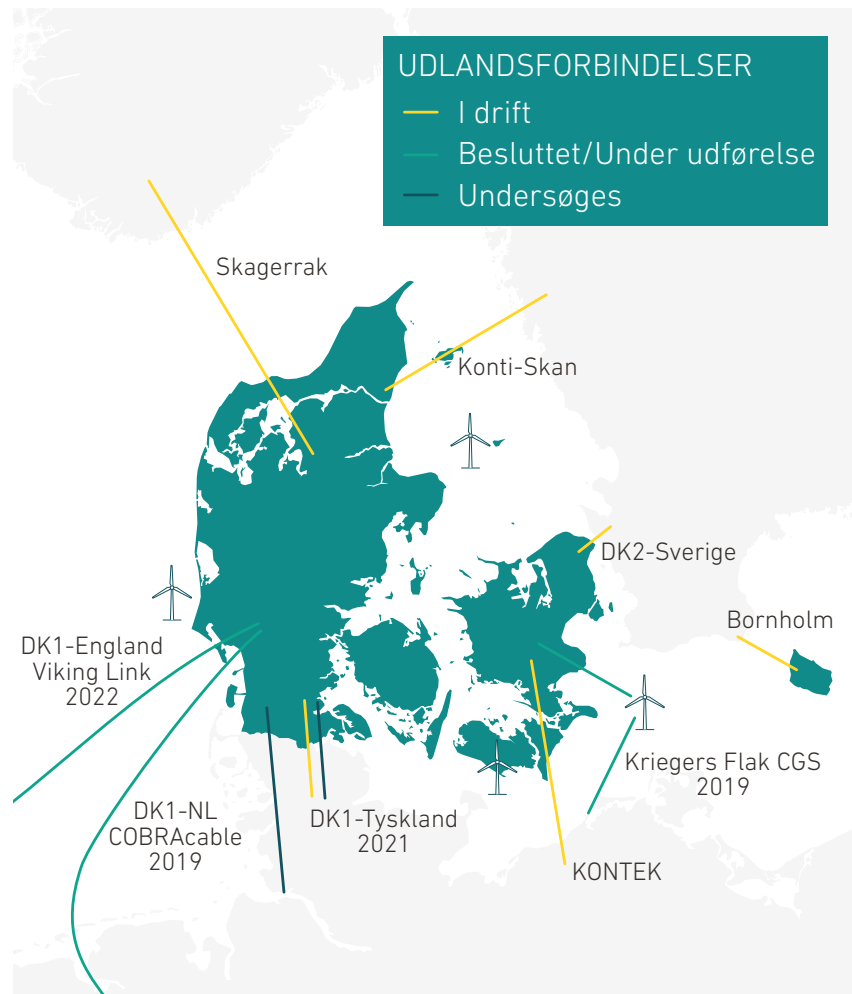 UDLANDSFORBINDELSER
I drift
Besluttet/Under udførelse
Undersøges
Skagerrak
Konti-Skan
DK2-Sverige
Bornholm
DK1-England
Viking Link
2022
Kriegers Flak CGS
2019
DK1-NL
COBRAcable
2019
DK1-Tyskland
2021
KONTEK